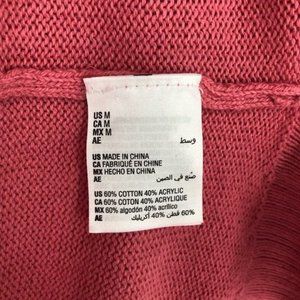 US M
CA M
MX M
AE وسط
US MADE IN CHINA
CA FABRIQUÉ EN CHINE
MX HECHO EN CHINA
AE صنع في الصين
US 60% COTTON 40% ACRYLIC
CA 60% COTON 40% ACRYLIQUE
MX 60% algodón 40% acrílico
AE 60% قطن 40% أكريليك